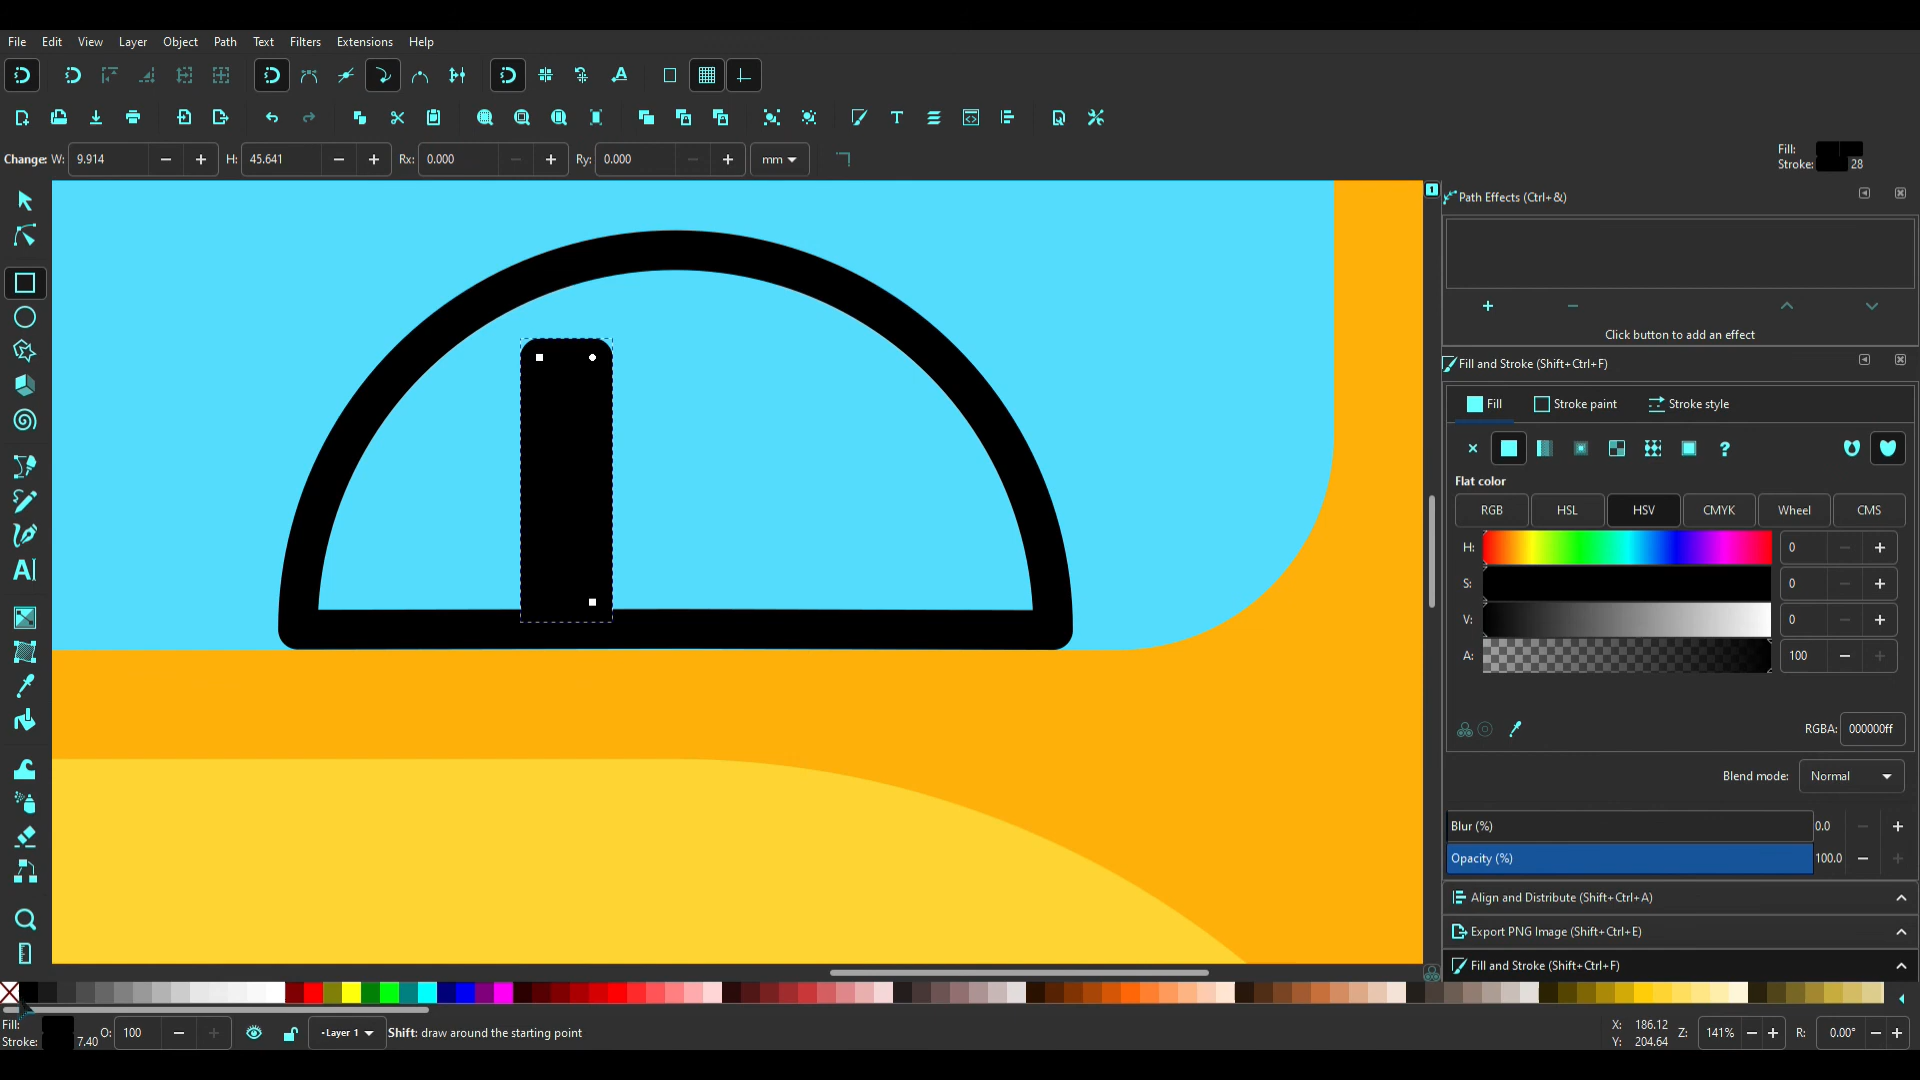 File Edit View Layer Object Path Text Filters Extensions Help
Change: W: 9.914 H: 45.641 Rx: 0.000 Ry: 0.000 mm
Fill:
Stroke: 28
1
Path Effects (Ctrl+&)
Click button to add an effect
Fill and Stroke (Shift+Ctrl+F)
Fill Stroke paint Stroke style
Flat color
RGB HSL HSV CMYK Wheel CMS
H: 0
S: 0
V: 0
A: 100
RGBA: 000000ff
Blend mode: Normal
Blur (%) 0.0
Opacity (%) 100.0
Align and Distribute (Shift+Ctrl+A)
Export PNG Image (Shift+Ctrl+E)
Fill and Stroke (Shift+Ctrl+F)
Fill:
Stroke: 7.40 O: 100 -Layer 1 Shift: draw around the starting point
X: 186.12
Y: 204.64
Z: 141% R: 0.00°